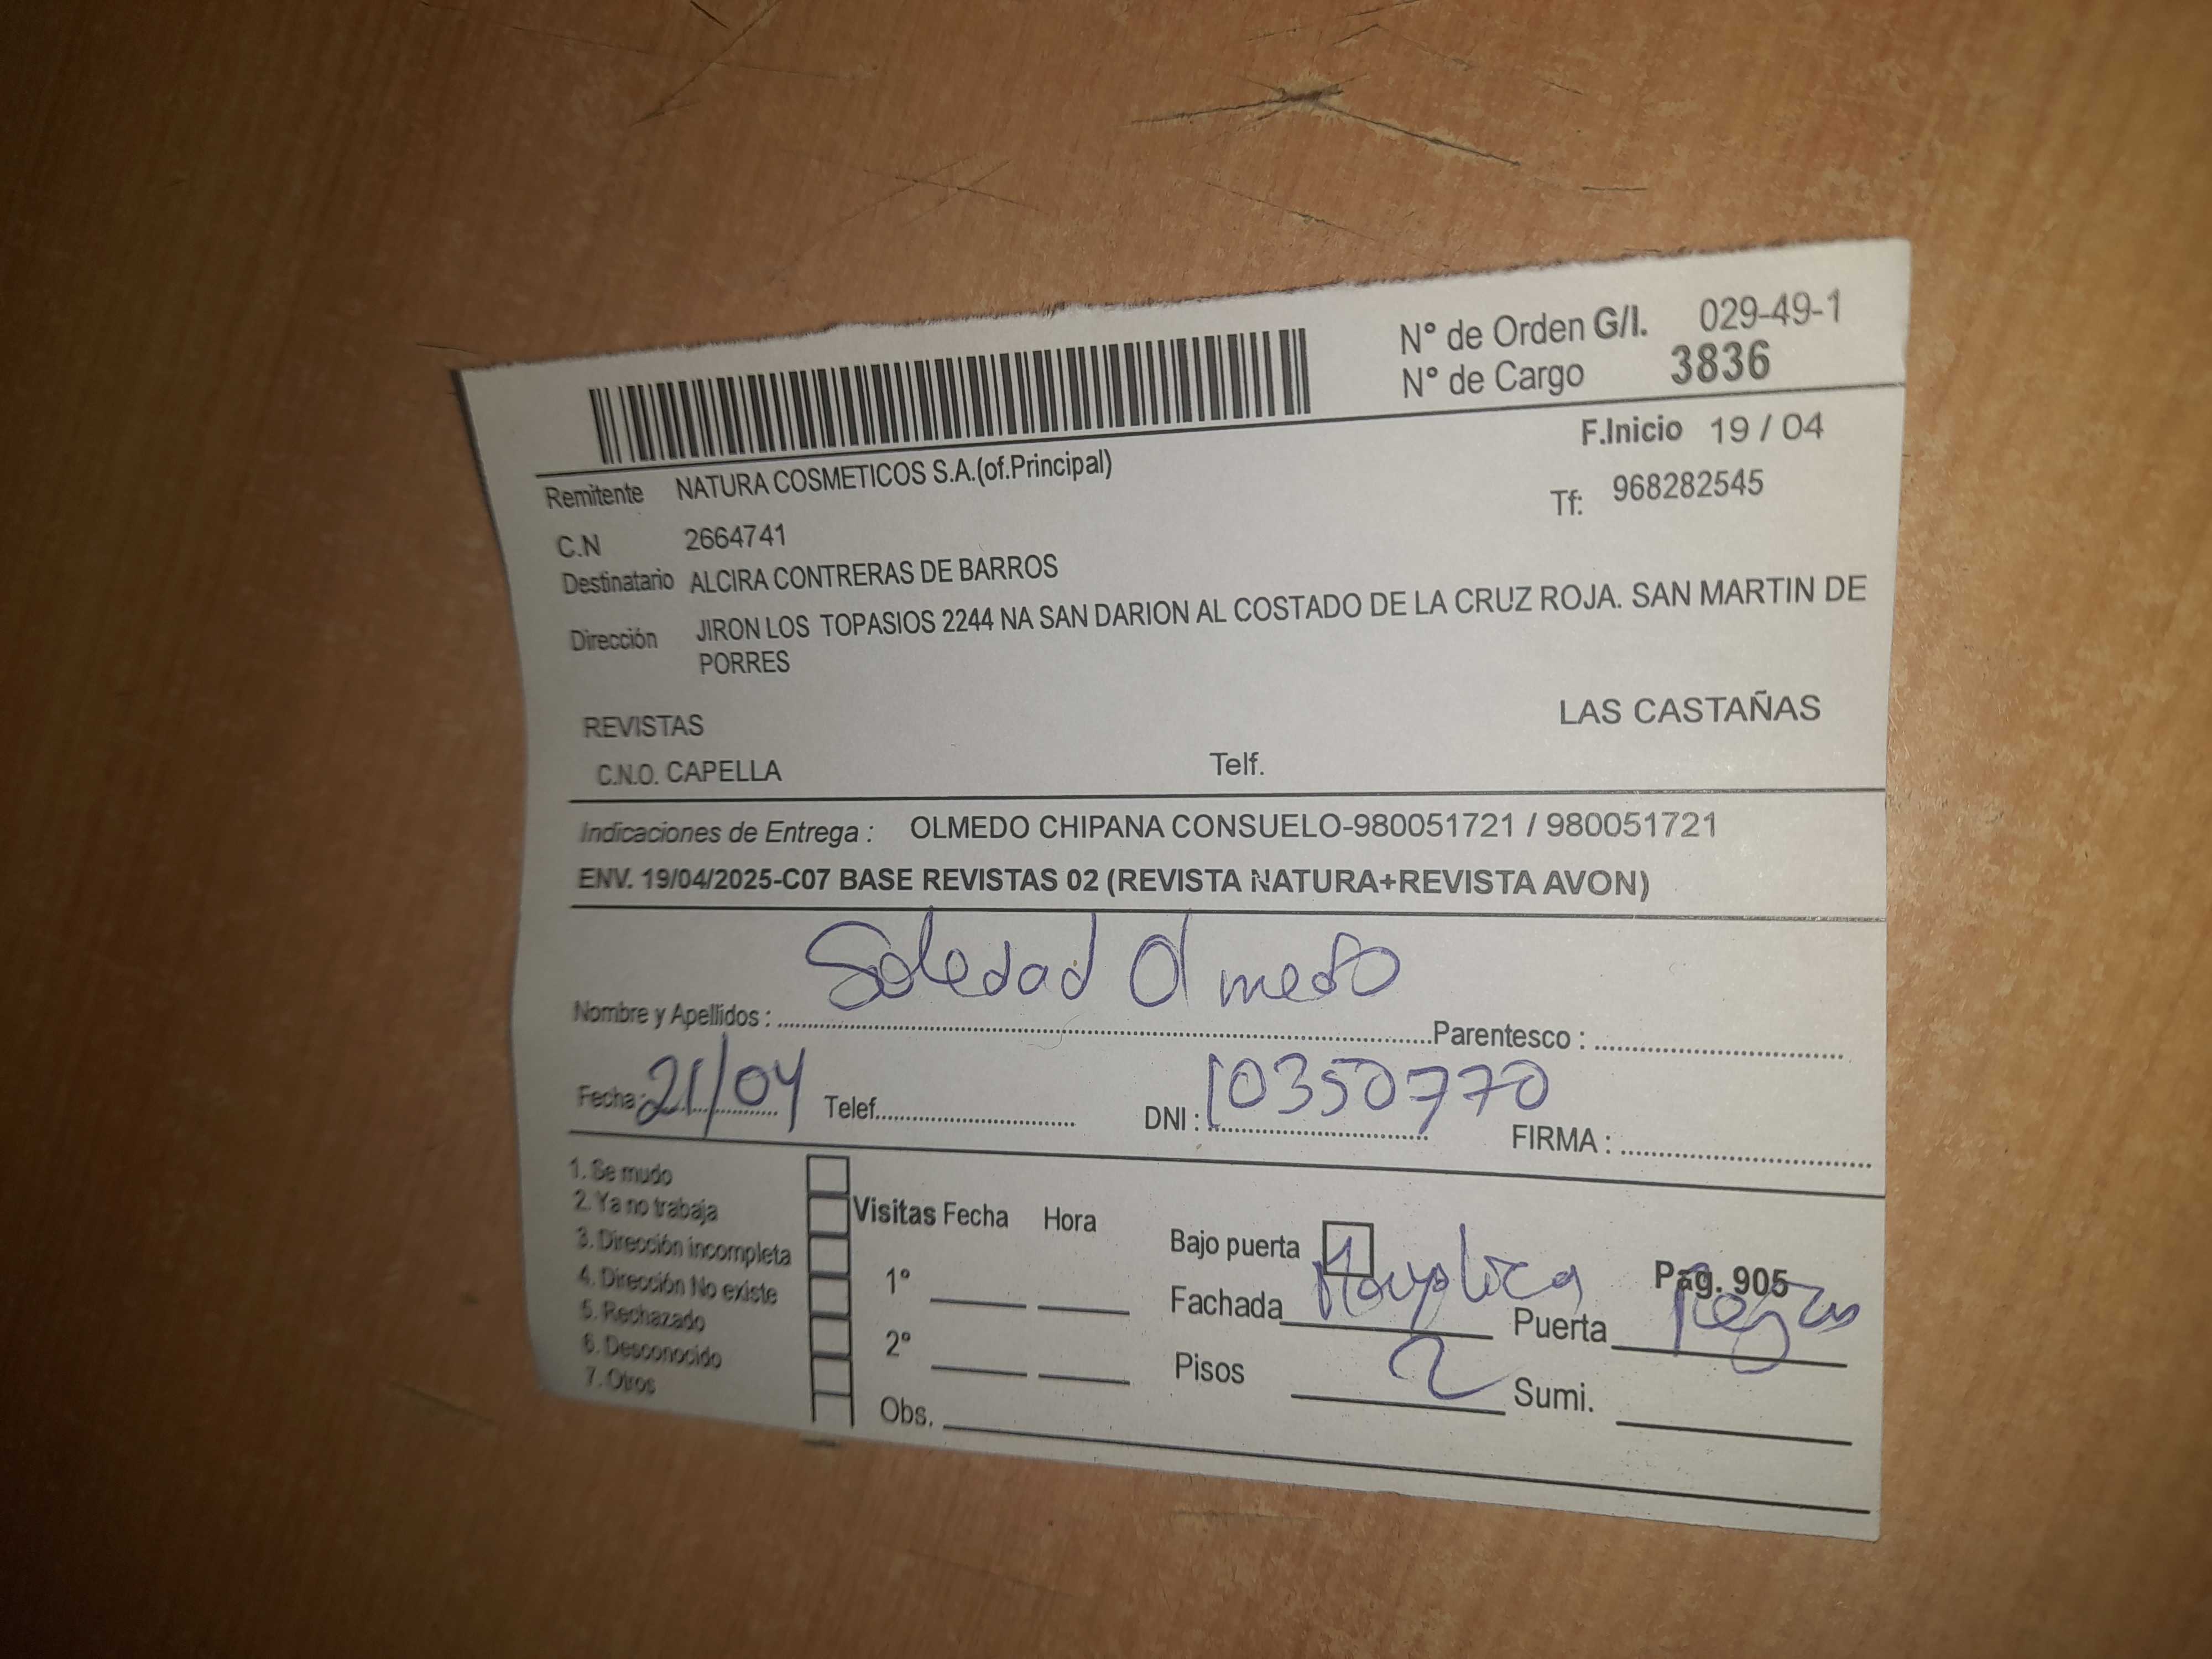 N° de Orden G/I. 029-49-1
N° de Cargo 3836
F.Inicio 19 / 04
Remitente NATURA COSMETICOS S.A.(of.Principal)
Tf: 968282545
C.N 2664741
Destinatario ALCIRA CONTRERAS DE BARROS
Dirección JIRON LOS TOPASIOS 2244 NA SAN DARION AL COSTADO DE LA CRUZ ROJA. SAN MARTIN DE
PORRES
REVISTAS LAS CASTAÑAS
C.N.O. CAPELLA Telf.
Indicaciones de Entrega : OLMEDO CHIPANA CONSUELO-980051721 / 980051721
ENV. 19/04/2025-C07 BASE REVISTAS 02 (REVISTA NATURA+REVISTA AVON)
Nombre y Apellidos : Soledad Olmedo Parentesco :
Fecha : 21/04 Telef. DNI : 10350770 FIRMA :
1. Se mudo
2. Ya no trabaja
3. Dirección incompleta
4. Dirección No existe
5. Rechazado
6. Desconocido
7. Otros
Visitas Fecha Hora
1°
2°
Obs.
Bajo puerta Pag. 905
Fachada Puerta
Pisos 2 Sumi.